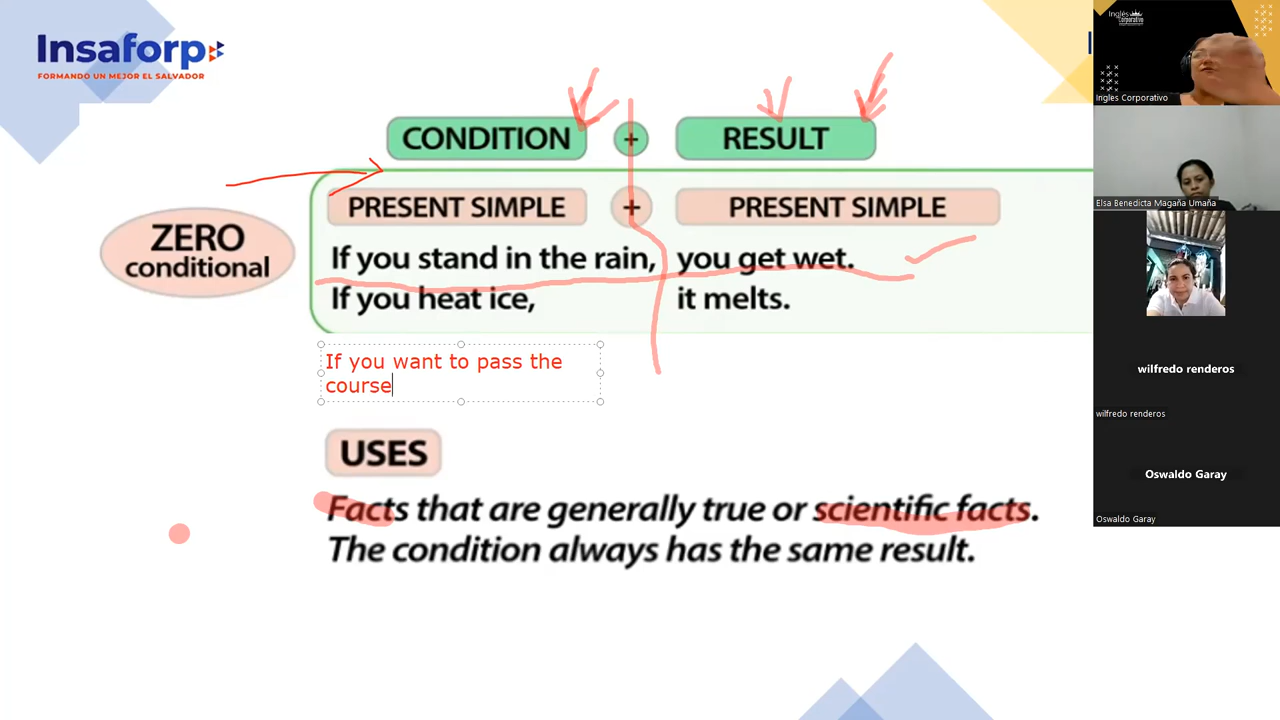 Insaforp
FORMANDO UN MEJOR EL SALVADOR
CONDITION + RESULT
PRESENT SIMPLE + PRESENT SIMPLE
ZERO
conditional
If you stand in the rain, you get wet.
If you heat ice, it melts.
If you want to pass the
course
USES
Facts that are generally true or scientific facts.
The condition always has the same result.
Inglés
Corporativo
Ingles Corporativo
Elsa Benedicta Magaña Umaña
wilfredo renderos
wilfredo renderos
Oswaldo Garay
Oswaldo Garay